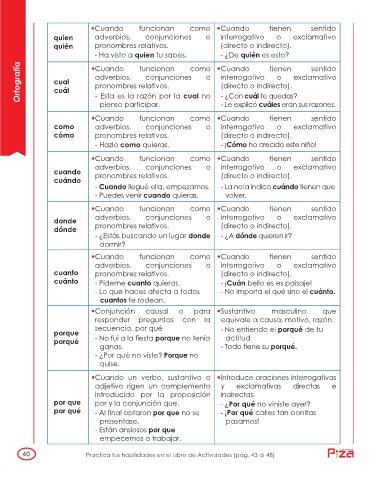 Ortografía
quien
quién
•Cuando funcionan como
adverbios, conjunciones o
pronombres relativos.
- Ha visto a quien tu sabes.
•Cuando tienen sentido
interrogativo o exclamativo
(directo o indirecto).
- ¿De quién es esto?
cual
cuál
•Cuando funcionan como
adverbios, conjunciones o
pronombres relativos.
- Esta es la razón por la cual no
pienso participar.
•Cuando tienen sentido
interrogativo o exclamativo
(directo o indirecto).
- ¿Con cuál te quedas?
- Le explicó cuáles eran sus razones.
como
cómo
•Cuando funcionan como
adverbios, conjunciones o
pronombres relativos.
- Hazlo como quieras.
•Cuando tienen sentido
interrogativo o exclamativo
(directo o indirecto).
- ¡Cómo ha crecido este niño!
cuando
cuándo
•Cuando funcionan como
adverbios, conjunciones o
pronombres relativos.
- Cuando llegué ella, empezamos.
- Puedes venir cuando quieras.
•Cuando tienen sentido
interrogativo o exclamativo
(directo o indirecto).
- La nota indica cuándo tienen que
volver.
donde
dónde
•Cuando funcionan como
adverbios, conjunciones o
pronombres relativos.
- ¿Estás buscando un lugar donde
dormir?
•Cuando tienen sentido
interrogativo o exclamativo
(directo o indirecto).
- ¿A dónde quieren ir?
cuanto
cuánto
•Cuando funcionan como
adverbios, conjunciones o
pronombres relativos.
- Pídeme cuanto quieras.
- Lo que haces afecta a todos
cuantos te rodean.
•Cuando tienen sentido
interrogativo o exclamativo
(directo o indirecto).
- ¡Cuán bello es es paisaje!
- No importa el qué sino el cuánto.
porque
porqué
•Conjunción causal o para
responder preguntas con la
secuencia, por qué
- No fui a la fiesta porque no tenía
ganas.
- ¿Por qué no viste? Porque no
quise.
•Sustantivo masculino que
equivale a causa, motivo, razón.
- No entiendo el porqué de tu
actitud
- Todo tiene su porqué.
por que
por qué
•Cuando un verbo, sustantivo o
adjetivo rigen un complemento
introducido por la proposición
por y la conjunción que.
- Al final optaron por que no se
presentase.
- Están ansiosos por que
empecemos a trabajar.
•Introduce oraciones interrogativas
y exclamativas directas e
indirectas.
- ¿Por qué no viniste ayer?
- ¡Por qué calles tan bonitas
pasamos!
40
Practica tus habilidades en el Libro de Actividades (pág. 43 al 48)